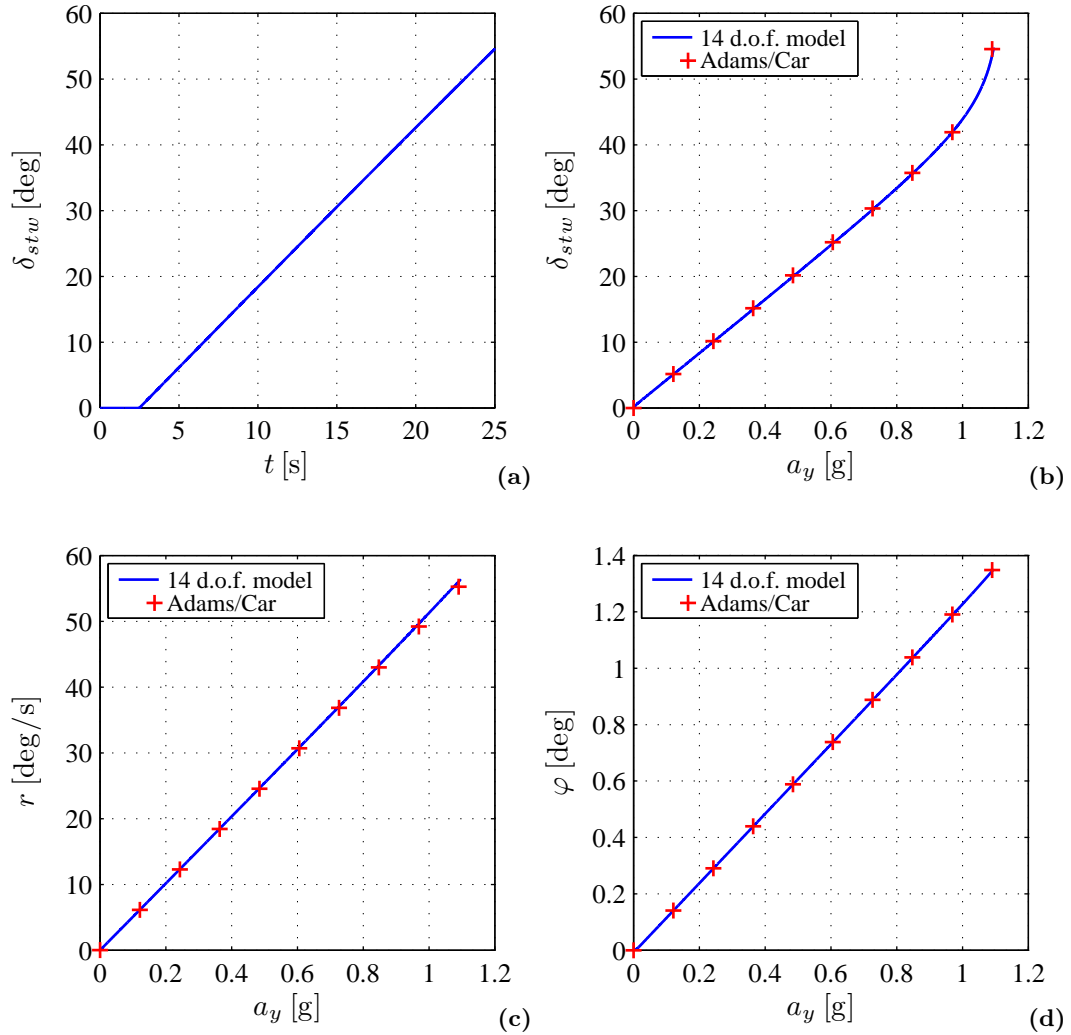 60
50
40
30
20
10
0
δstw [deg]
0 5 10 15 20 25
t [s]
(a)
60
50
40
30
20
10
0
δstw [deg]
14 d.o.f. model
Adams/Car
0 0.2 0.4 0.6 0.8 1 1.2
ay [g]
(b)
60
50
40
30
20
10
0
r [deg/s]
14 d.o.f. model
Adams/Car
0 0.2 0.4 0.6 0.8 1 1.2
ay [g]
(c)
1.4
1.2
1
0.8
0.6
0.4
0.2
0
φ [deg]
14 d.o.f. model
Adams/Car
0 0.2 0.4 0.6 0.8 1 1.2
ay [g]
(d)